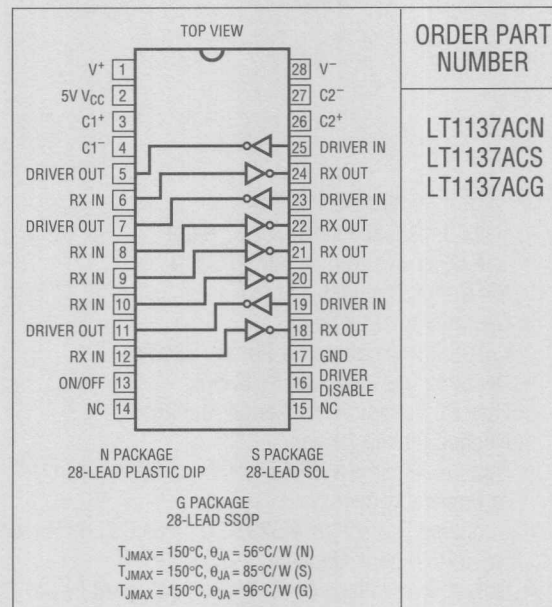 TOP VIEW
V+ 1
5V VCC 2
C1+ 3
C1− 4
DRIVER OUT 5
RX IN 6
DRIVER OUT 7
RX IN 8
RX IN 9
RX IN 10
DRIVER OUT 11
RX IN 12
ON/OFF 13
NC 14
28 V−
27 C2−
26 C2+
25 DRIVER IN
24 RX OUT
23 DRIVER IN
22 RX OUT
21 RX OUT
20 RX OUT
19 DRIVER IN
18 RX OUT
17 GND
16 DRIVER
DISABLE
15 NC
N PACKAGE
28-LEAD PLASTIC DIP
S PACKAGE
28-LEAD SOL
G PACKAGE
28-LEAD SSOP
TJMAX = 150°C, θJA = 56°C/W (N)
TJMAX = 150°C, θJA = 85°C/W (S)
TJMAX = 150°C, θJA = 96°C/W (G)
ORDER PART
NUMBER
LT1137ACN
LT1137ACS
LT1137ACG